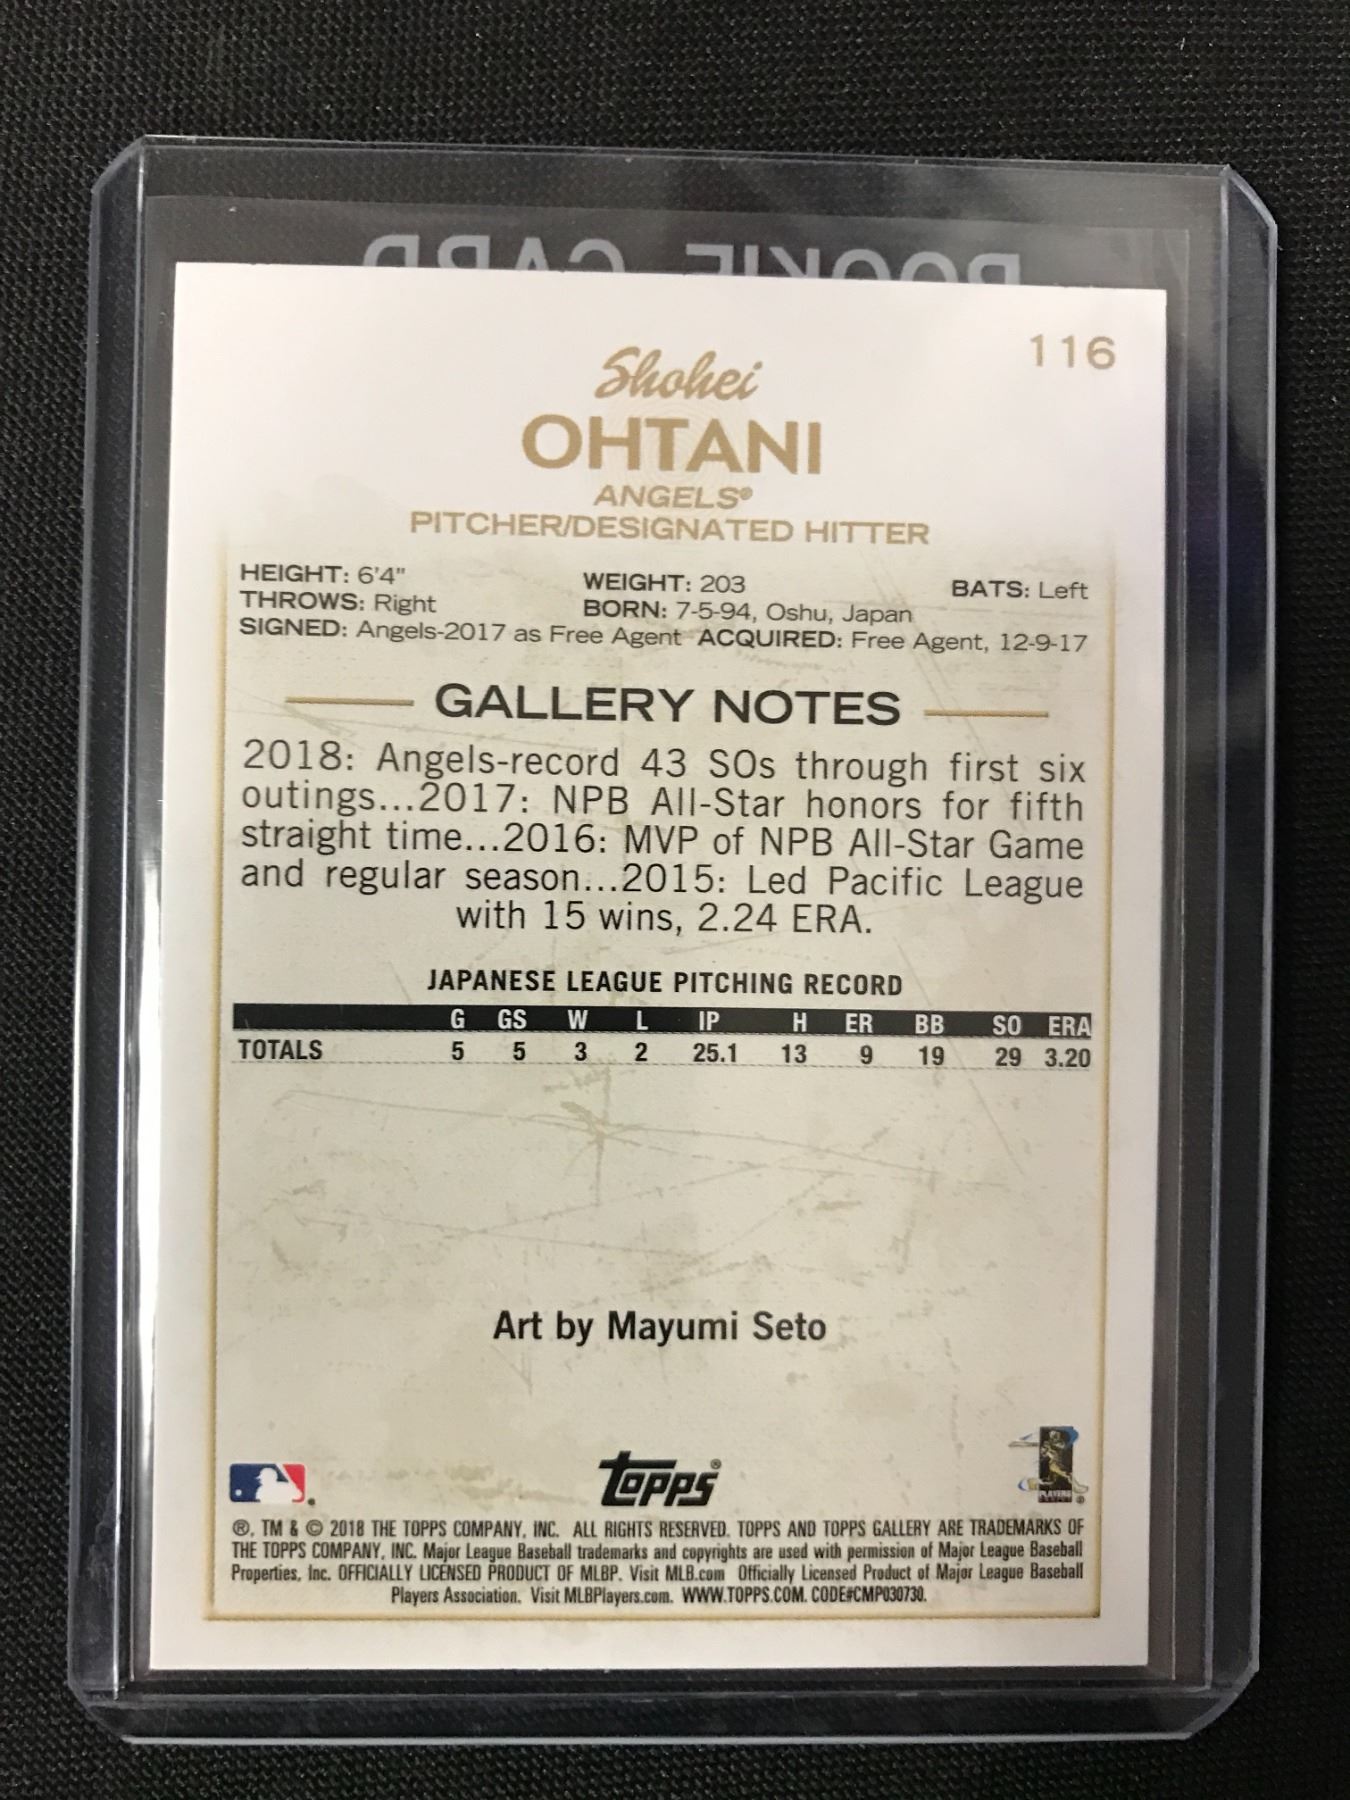 ROOKIE CARD
116
Shohei
OHTANI
ANGELS®
PITCHER/DESIGNATED HITTER
HEIGHT: 6'4" WEIGHT: 203 BATS: Left
THROWS: Right BORN: 7-5-94, Oshu, Japan
SIGNED: Angels-2017 as Free Agent ACQUIRED: Free Agent, 12-9-17
GALLERY NOTES
2018: Angels-record 43 SOs through first six
outings...2017: NPB All-Star honors for fifth
straight time...2016: MVP of NPB All-Star Game
and regular season...2015: Led Pacific League
with 15 wins, 2.24 ERA.
JAPANESE LEAGUE PITCHING RECORD
G GS W L IP H ER BB SO ERA
TOTALS 5 5 3 2 25.1 13 9 19 29 3.20
Art by Mayumi Seto
topps®
PLAYERS
®, TM & © 2018 THE TOPPS COMPANY, INC. ALL RIGHTS RESERVED. TOPPS AND TOPPS GALLERY ARE TRADEMARKS OF
THE TOPPS COMPANY, INC. Major League Baseball trademarks and copyrights are used with permission of Major League Baseball
Properties, Inc. OFFICIALLY LICENSED PRODUCT OF MLBP. Visit MLB.com Officially Licensed Product of Major League Baseball
Players Association. Visit MLBPlayers.com. WWW.TOPPS.COM. CODE#CMP030730.